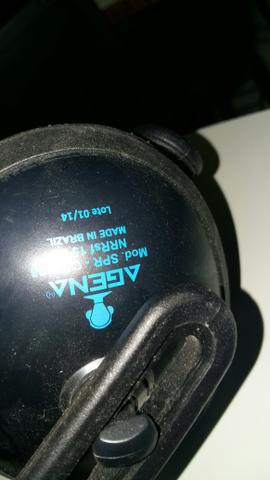 AGENA®
Mod. SPR -
NRRsf
MADE IN BRAZIL
Lote 01/14